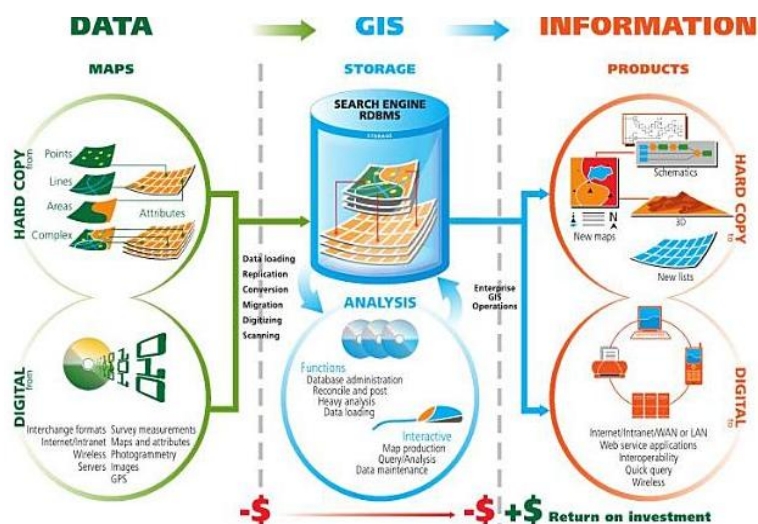 DATA
GIS
INFORMATION
MAPS
STORAGE
PRODUCTS
HARD COPY from
Points
Lines
Areas
Attributes
Complex
DIGITAL from
Interchange formats
Internet/Intranet
Wireless
Servers
Survey measurements
Maps and attributes
Photogrammetry
Images
GPS
Data loading
Replication
Conversion
Migration
Digitizing
Scanning
SEARCH ENGINE
RDBMS
STORAGE
ANALYSIS
Enterprise
GIS
Operations
Functions
Database administration
Reconcile and post
Heavy analysis
Data loading
Interactive
Map production
Query/Analysis
Data maintenance
HARD COPY to
Schematics
N
New maps
3D
New lists
DIGITAL to
Internet/Intranet/WAN or LAN
Web service applications
Interoperability
Quick query
Wireless
-$
-$
+$ Return on investment